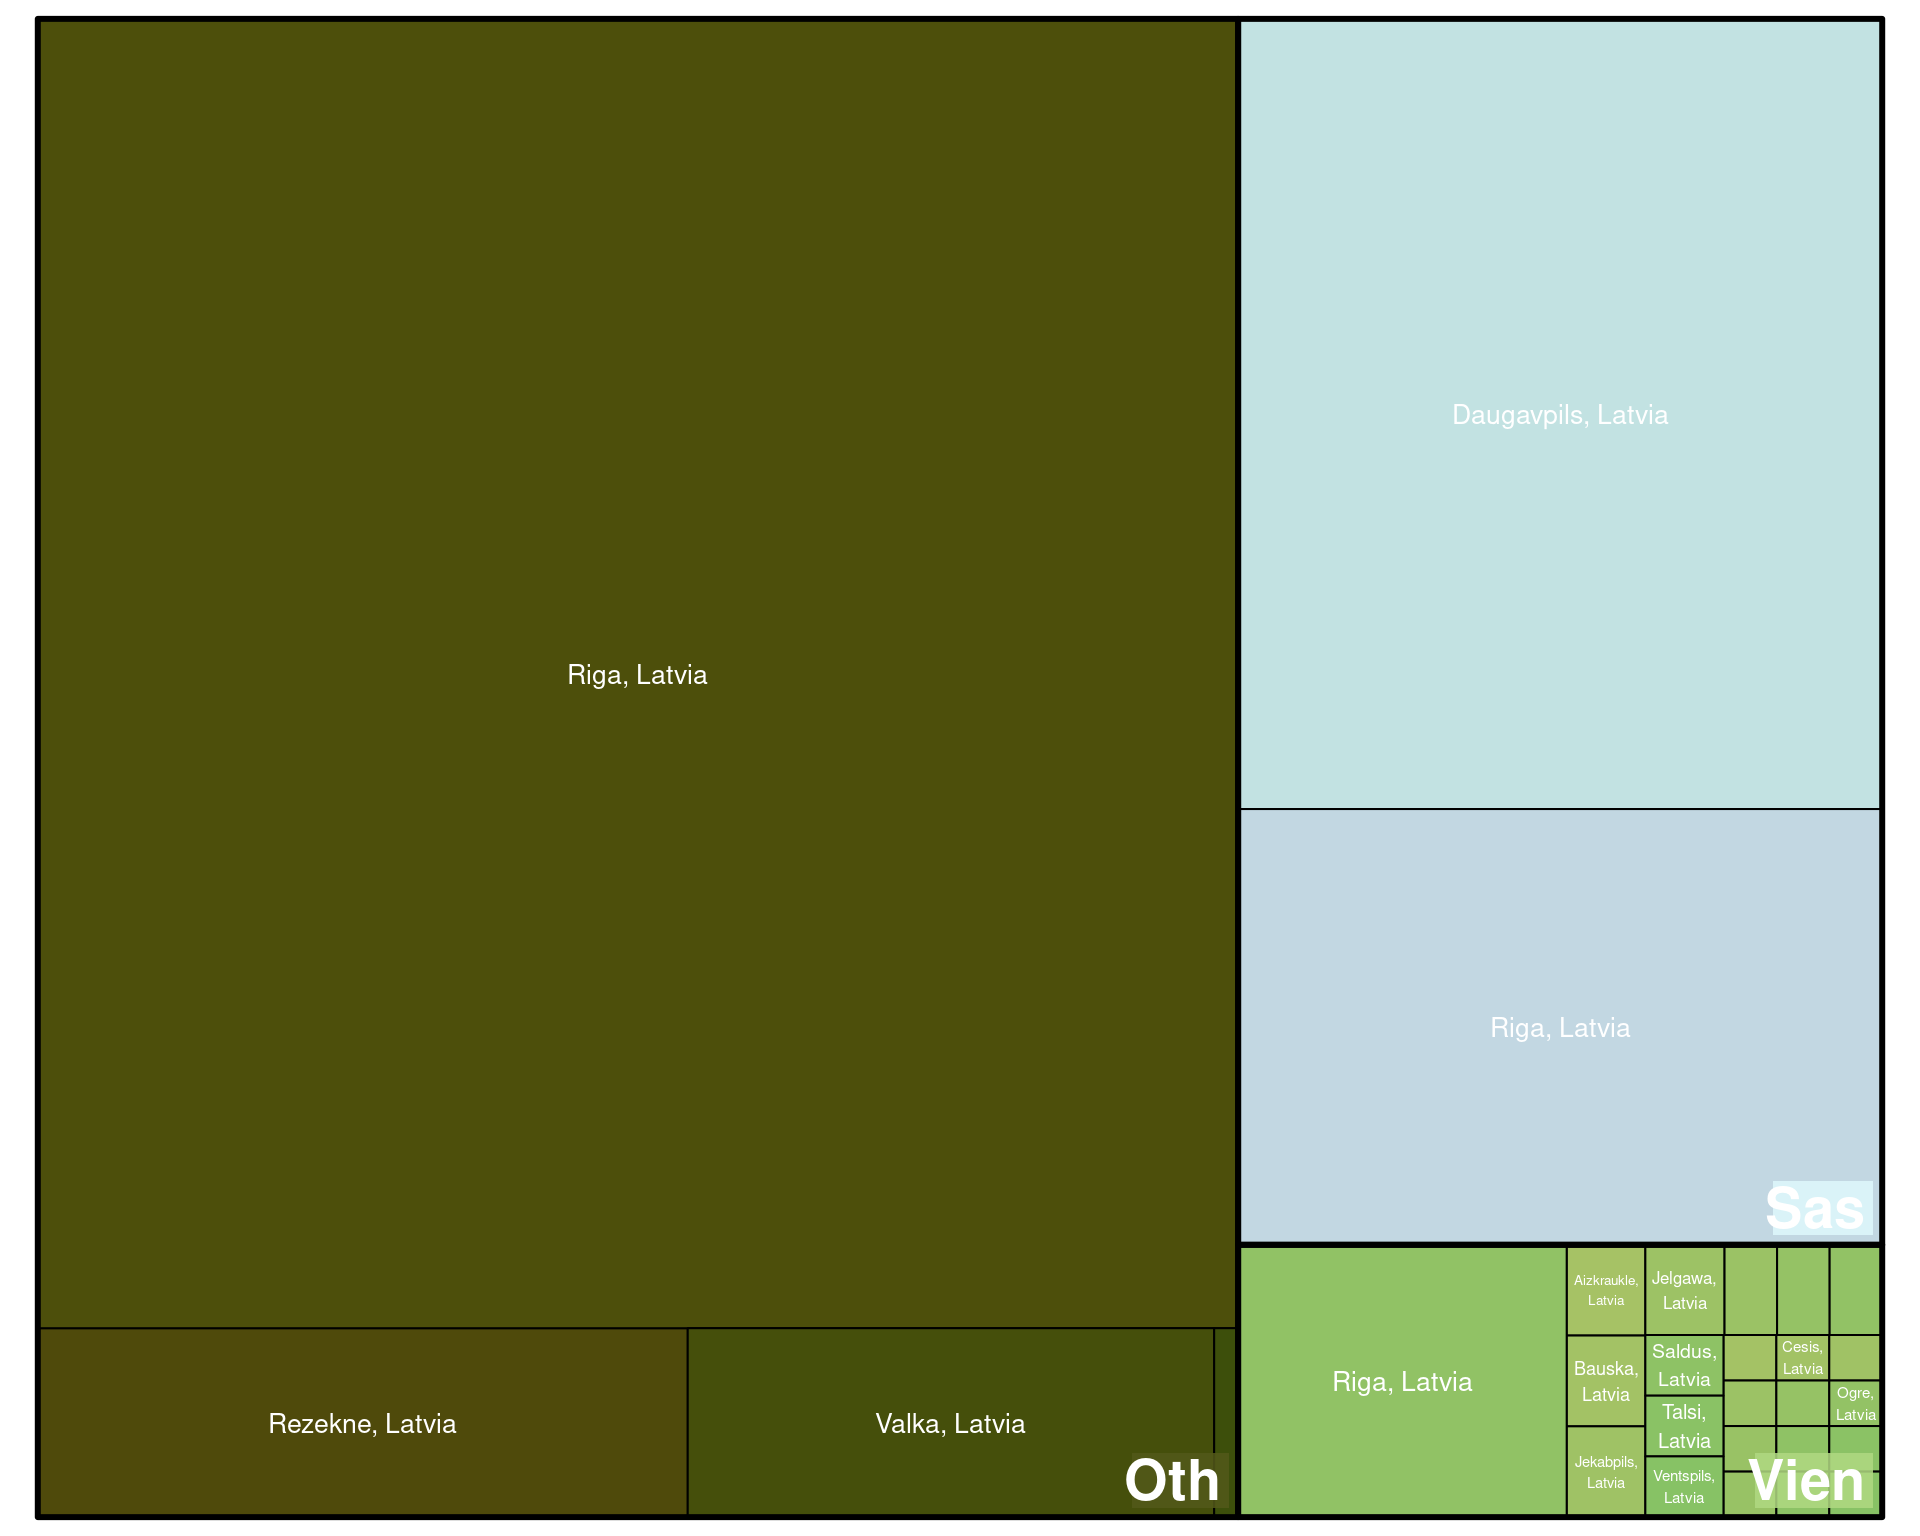 Riga, Latvia
Rezekne, Latvia
Valka, Latvia
Oth
Daugavpils, Latvia
Riga, Latvia
Sas
Riga, Latvia
Aizkraukle,
Latvia
Bauska,
Latvia
Jekabpils,
Latvia
Jelgawa,
Latvia
Saldus,
Latvia
Talsi,
Latvia
Ventspils,
Latvia
Cesis,
Latvia
Ogre,
Latvia
Vien